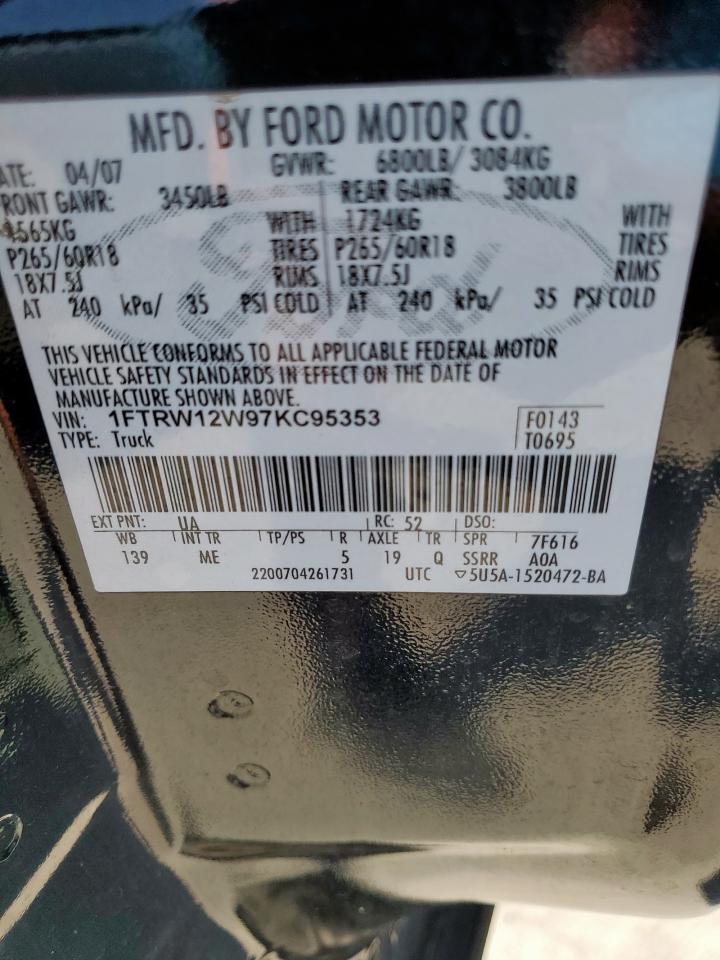 MFD. BY FORD MOTOR CO.
ATE: 04/07 GVWR: 6800LB/ 3084KG
RONT GAWR: 3450LB REAR GAWR: 3800LB
1565KG WITH 1724KG WITH
P265/60R18 TIRES P265/60R18 TIRES
18X7.5J RIMS 18X7.5J RIMS
AT 240 kPa/ 35 PSI COLD AT 240 kPa/ 35 PSI COLD
THIS VEHICLE CONFORMS TO ALL APPLICABLE FEDERAL MOTOR
VEHICLE SAFETY STANDARDS IN EFFECT ON THE DATE OF
MANUFACTURE SHOWN ABOVE.
VIN: 1FTRW12W97KC95353 F0143
TYPE: Truck T0695
EXT PNT: UA RC: 52 DSO:
WB INT TR TP/PS R AXLE TR SPR 7F616
139 ME 5 19 Q SSRR A0A
2200704261731 UTC ▽5U5A-1520472-BA